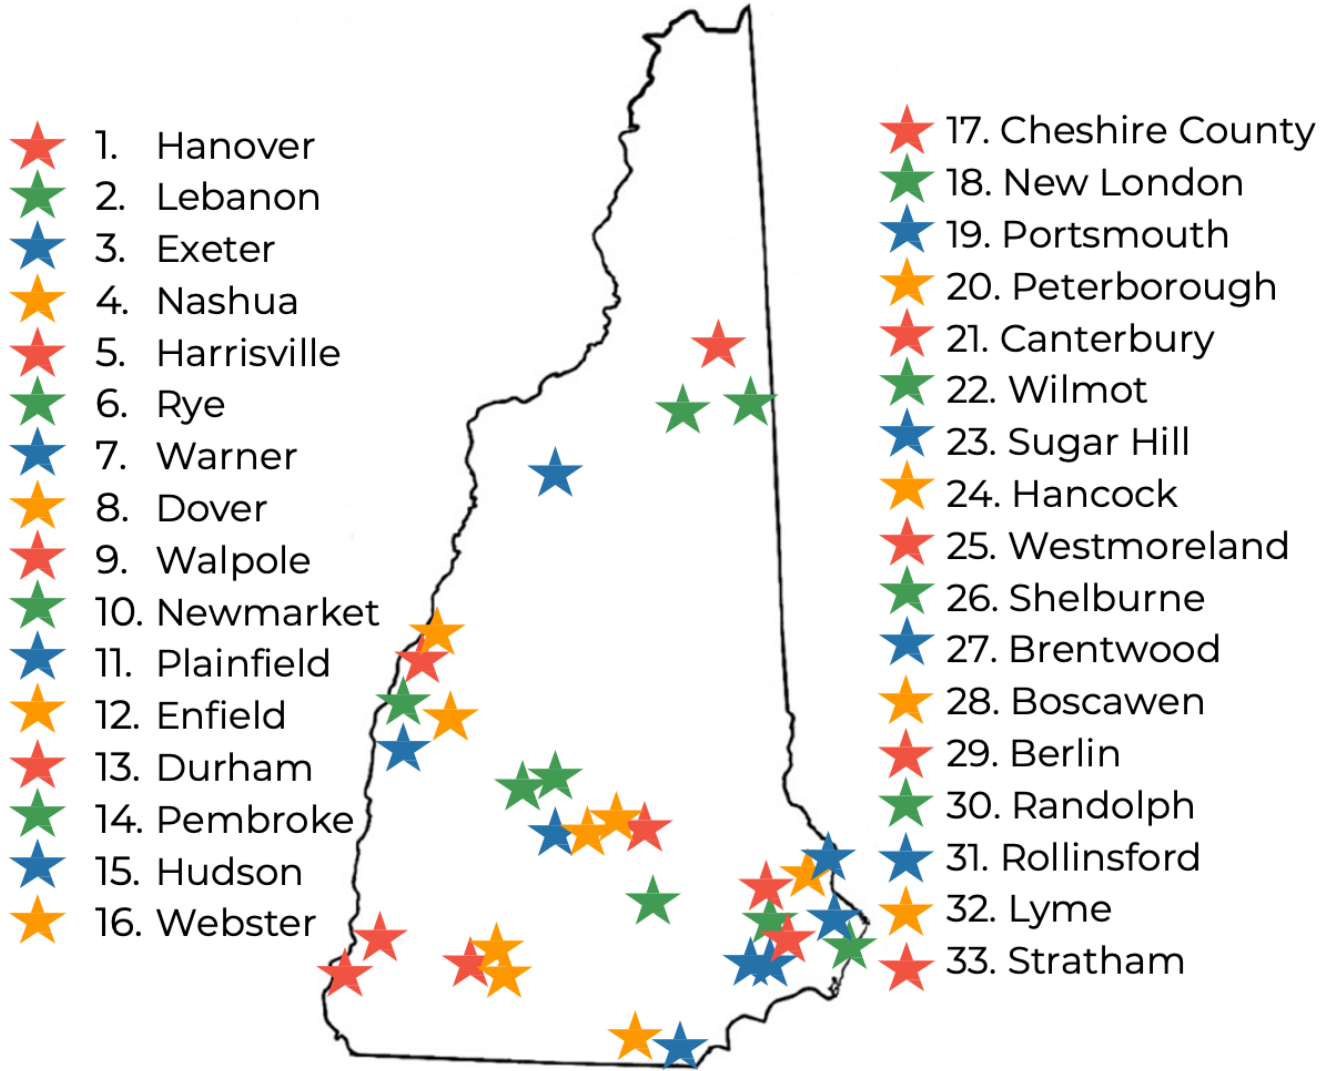 1. Hanover
2. Lebanon
3. Exeter
4. Nashua
5. Harrisville
6. Rye
7. Warner
8. Dover
9. Walpole
10. Newmarket
11. Plainfield
12. Enfield
13. Durham
14. Pembroke
15. Hudson
16. Webster
17. Cheshire County
18. New London
19. Portsmouth
20. Peterborough
21. Canterbury
22. Wilmot
23. Sugar Hill
24. Hancock
25. Westmoreland
26. Shelburne
27. Brentwood
28. Boscawen
29. Berlin
30. Randolph
31. Rollinsford
32. Lyme
33. Stratham